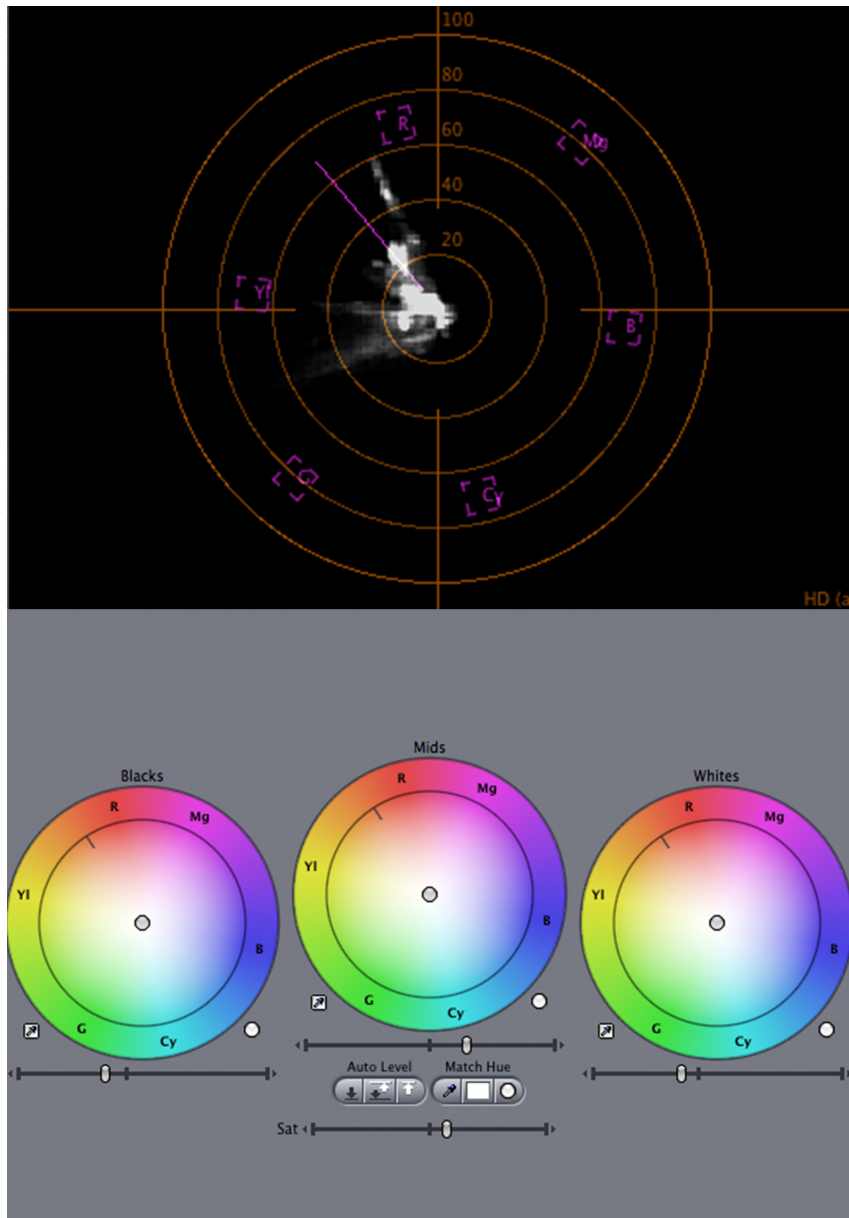 100
80
R
Mg
60
40
20
Yl
B
G
Cy
HD (a
Mids
Blacks
Whites
R
Mg
Yl
B
G
Cy
R
Mg
Yl
B
G
Cy
R
Mg
Yl
B
G
Cy
Auto Level
Match Hue
Sat